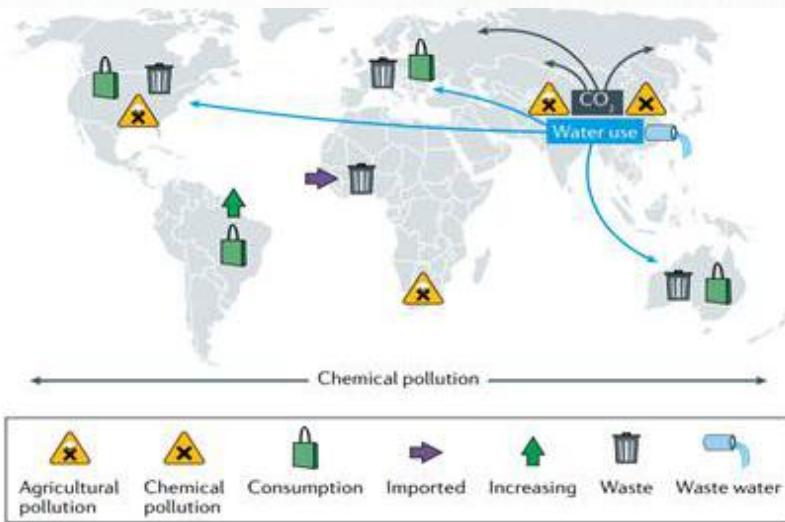 CO₂
Water use
Chemical pollution
Agricultural
pollution
Chemical
pollution
Consumption
Imported
Increasing
Waste
Waste water